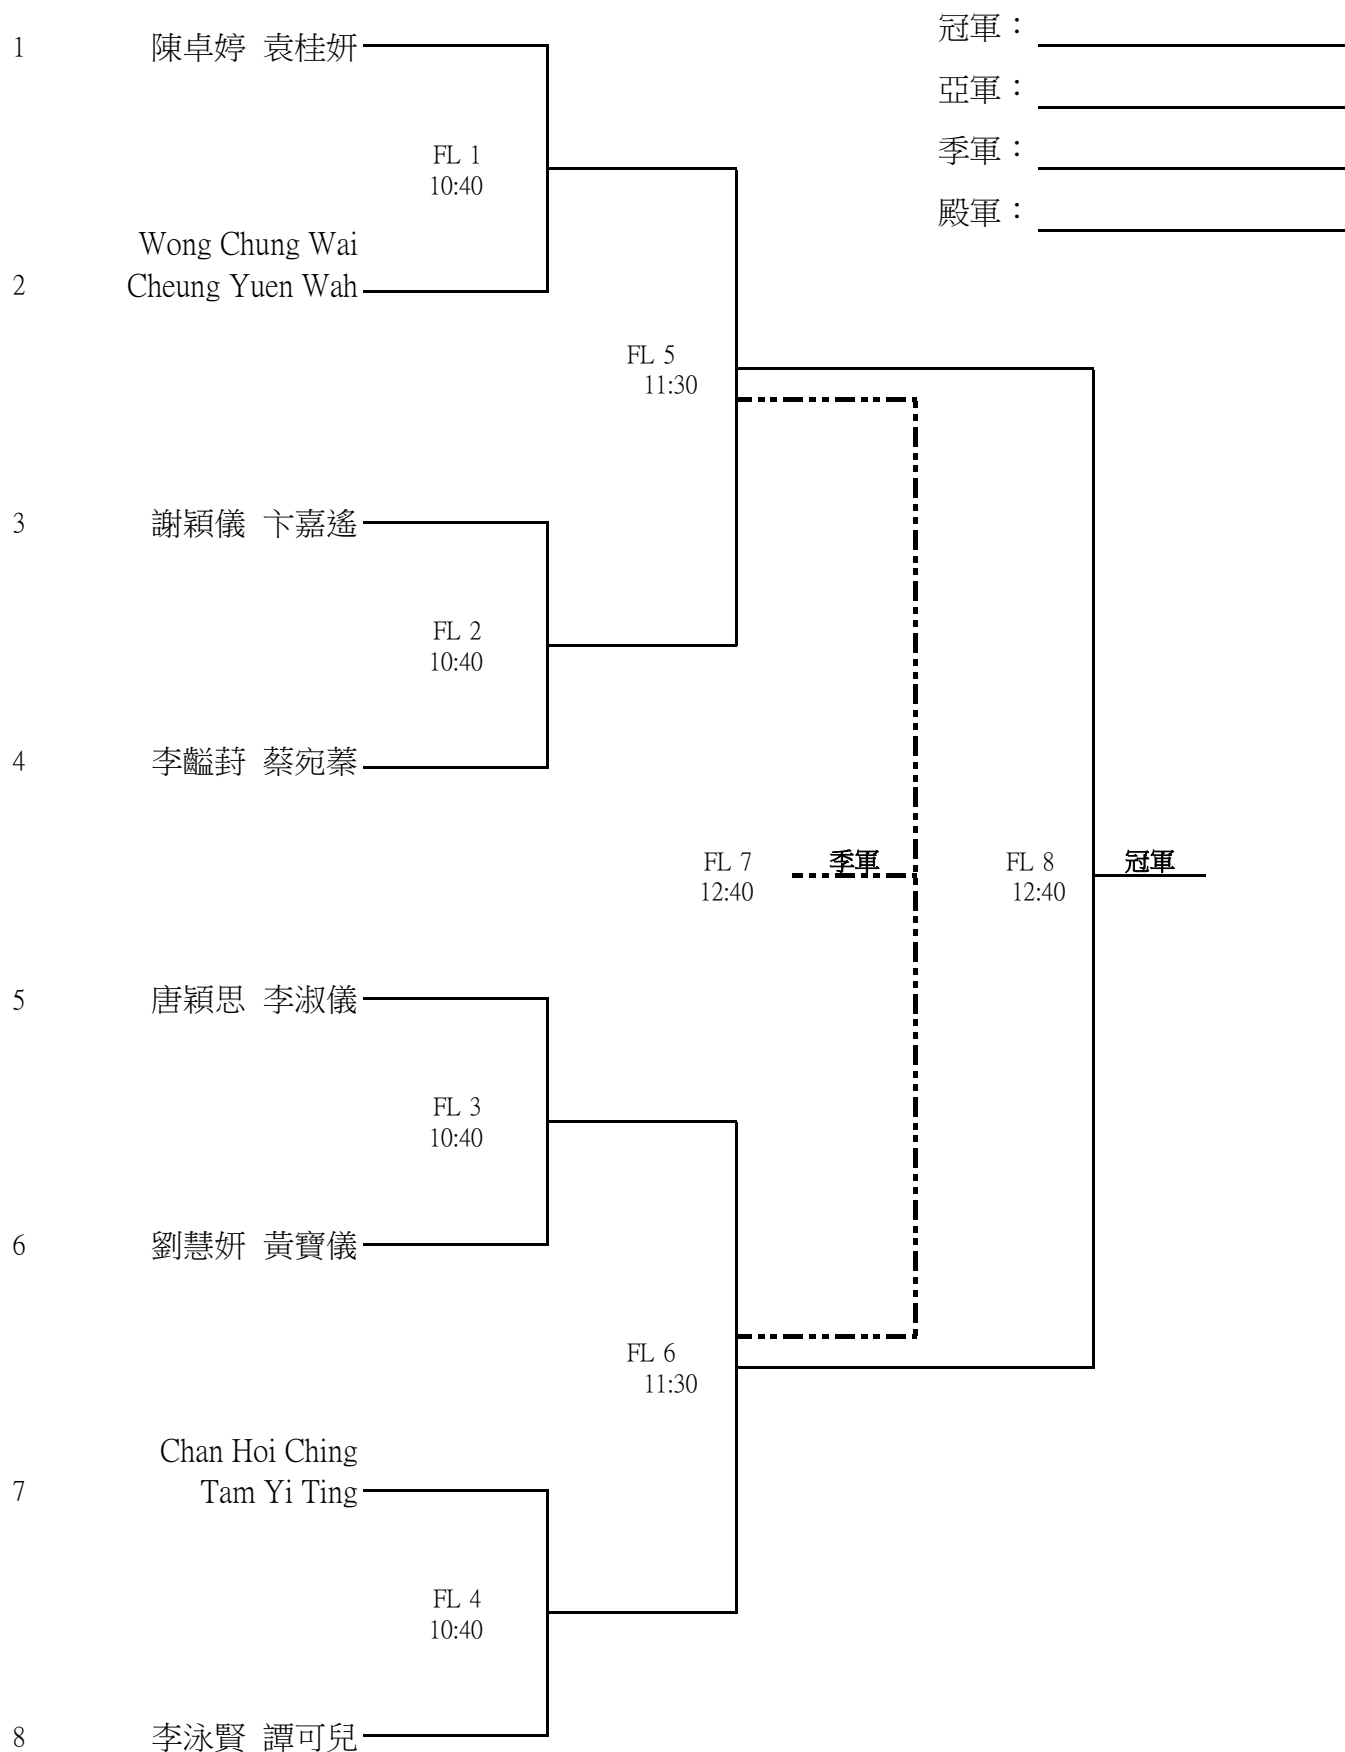 1 陳卓婷 袁桂妍
冠軍：
亞軍：
季軍：
殿軍：
FL 1
10:40
Wong Chung Wai
2 Cheung Yuen Wah
FL 5
11:30
3 謝穎儀 卞嘉遙
FL 2
10:40
4 李齸葑 蔡宛蓁
FL 7
12:40
季軍
FL 8
12:40
冠軍
5 唐穎思 李淑儀
FL 3
10:40
6 劉慧妍 黃寶儀
FL 6
11:30
Chan Hoi Ching
7 Tam Yi Ting
FL 4
10:40
8 李泳賢 譚可兒